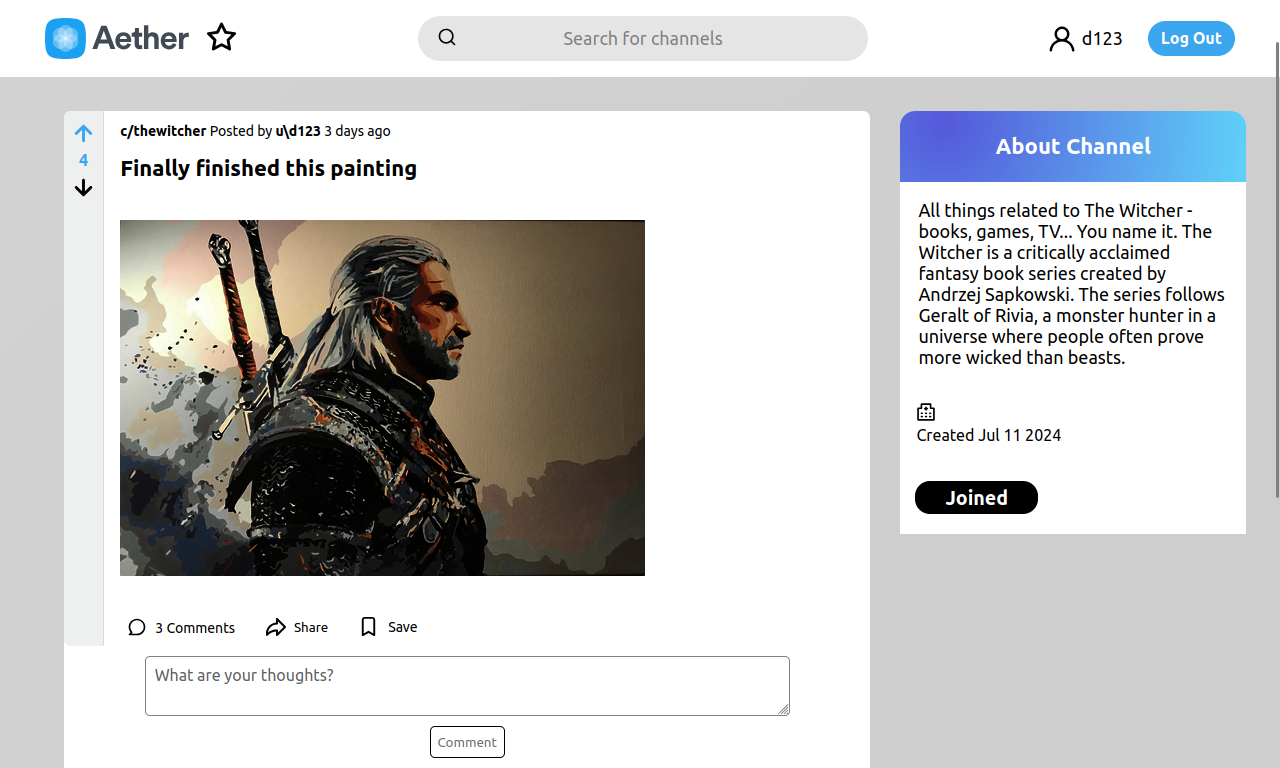 Aether
Search for channels
d123
Log Out
4
c/thewitcher Posted by u\d123 3 days ago
Finally finished this painting
3 Comments
Share
Save
What are your thoughts?
Comment
About Channel
All things related to The Witcher -
books, games, TV... You name it. The
Witcher is a critically acclaimed
fantasy book series created by
Andrzej Sapkowski. The series follows
Geralt of Rivia, a monster hunter in a
universe where people often prove
more wicked than beasts.
Created Jul 11 2024
Joined